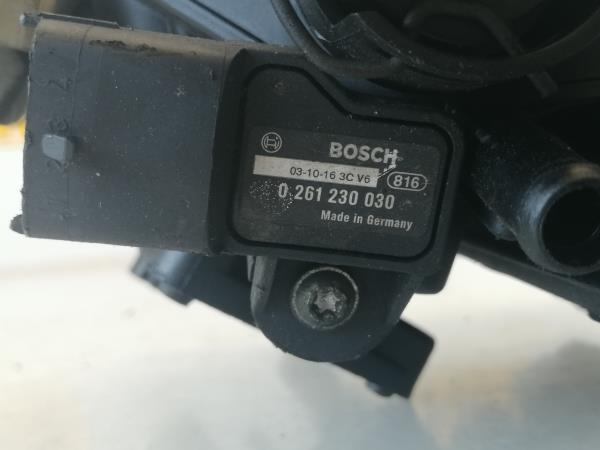 BOSCH
03-10-16 3C V6 816
0 261 230 030
Made in Germany